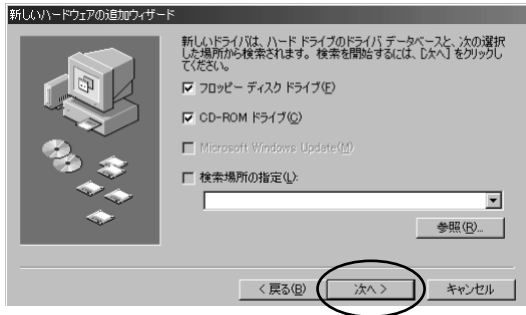 新しいハードウェアの追加ウィザード
新しいドライバは、ハード ドライブのドライバ データベースと、次の選択
した場所から検索されます。検索を開始するには、[次へ] をクリックし
てください。
フロッピー ディスク ドライブ(F)
CD-ROM ドライブ(C)
Microsoft Windows Update(M)
検索場所の指定(L):
参照(R)...
< 戻る(B)
次へ >
キャンセル